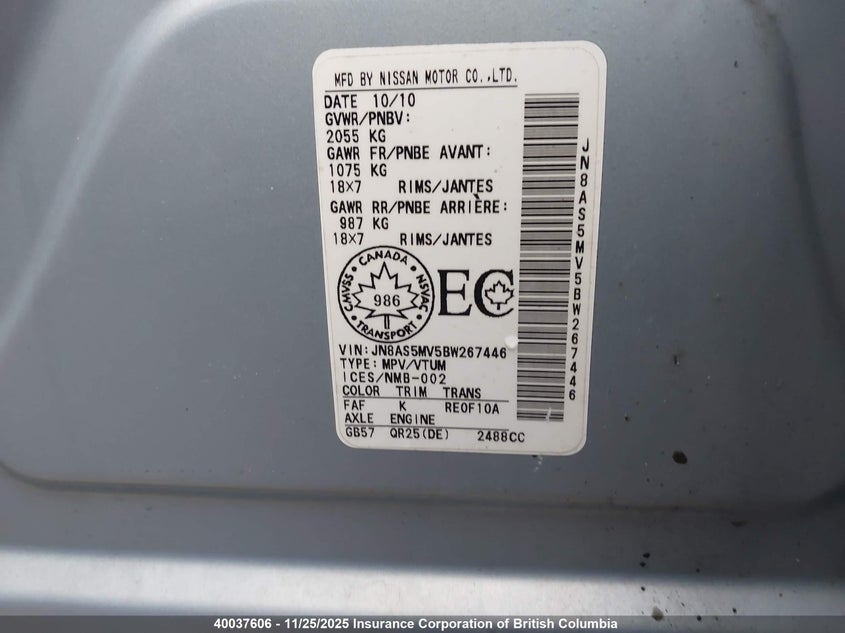 MFD BY NISSAN MOTOR CO.,LTD.
DATE 10/10
GVWR/PNBV:
2055 KG
GAWR FR/PNBE AVANT:
1075 KG
18X7 RIMS/JANTES
GAWR RR/PNBE ARRIÈRE:
987 KG
18X7 RIMS/JANTES
CANADA
CMVSS NSVAC
986
TRANSPORT
EC
VIN:JN8AS5MV5BW267446
TYPE:MPV/VTUM
ICES/NMB-002
COLOR TRIM TRANS
FAF K RE0F10A
AXLE ENGINE
GB57 QR25(DE) 2488CC
JN8AS5MV5BW267446
40037606 - 11/25/2025 Insurance Corporation of British Columbia